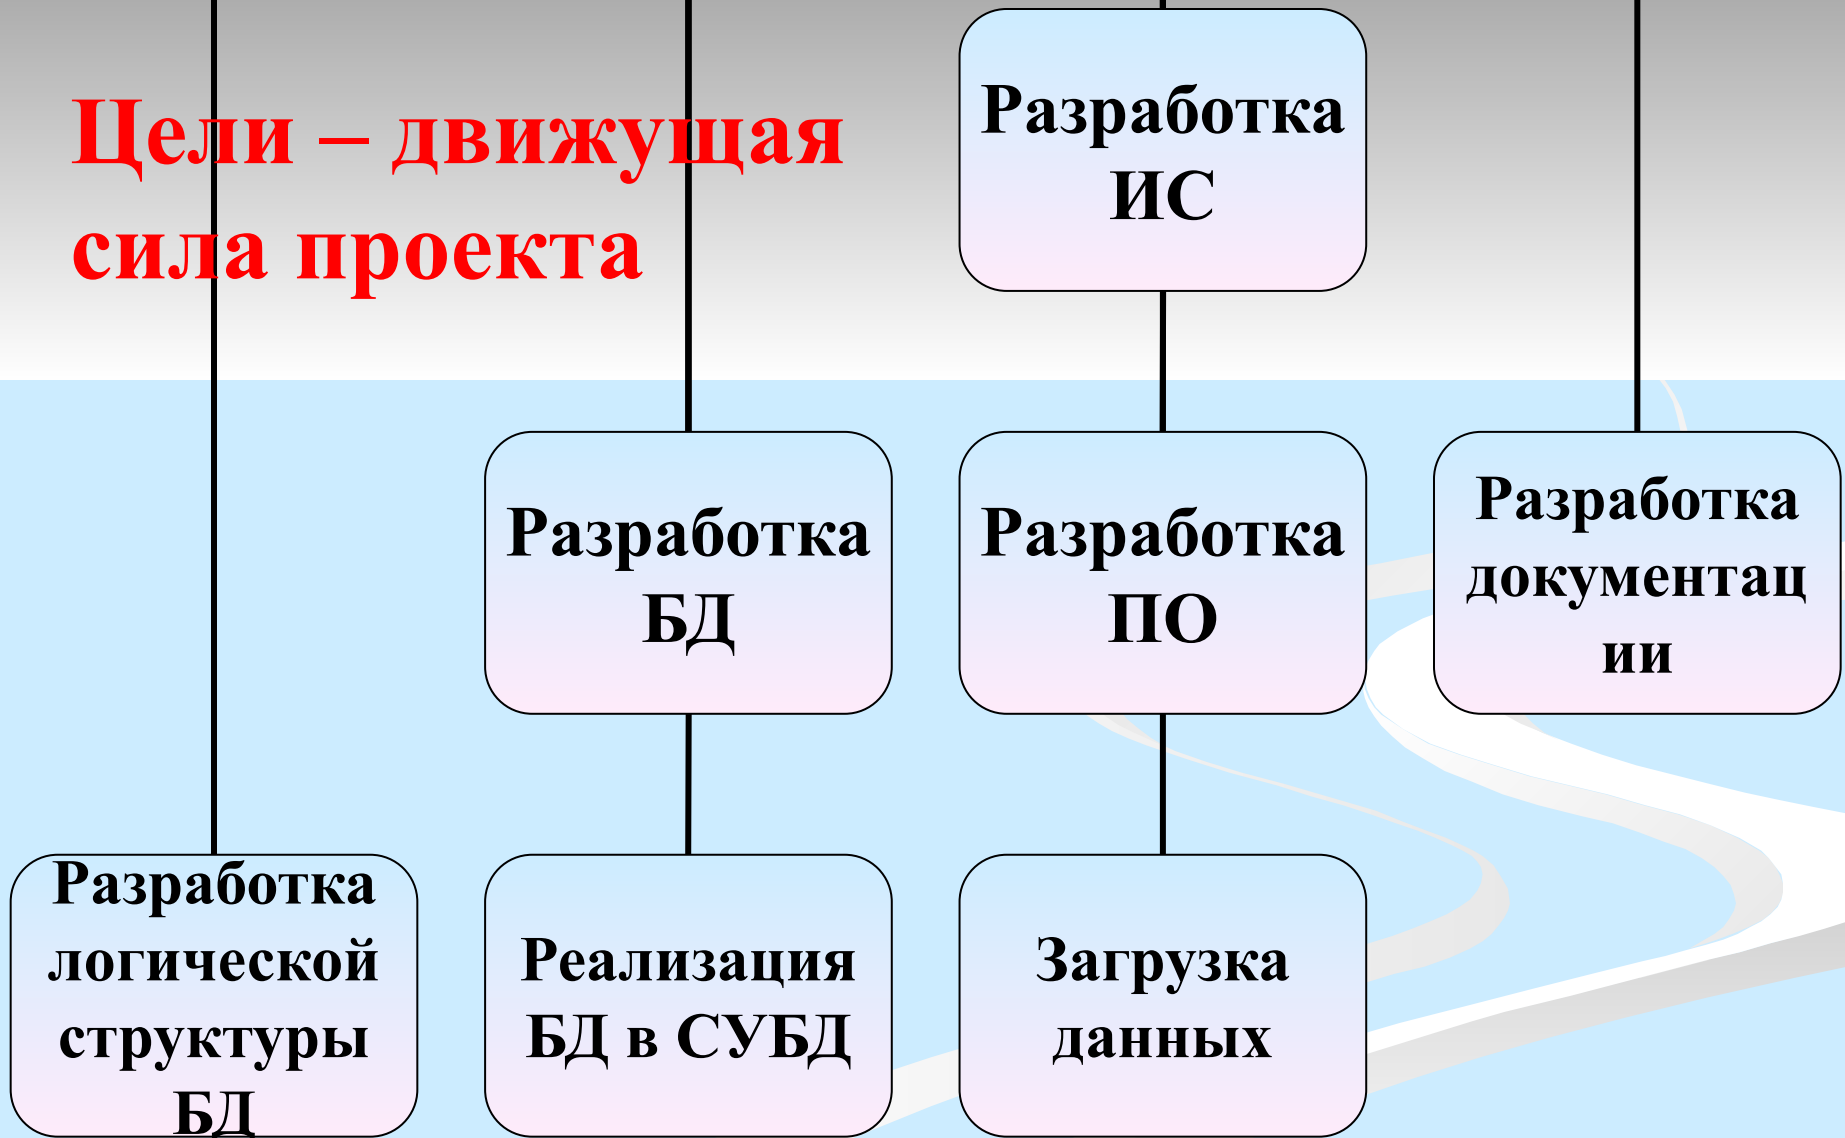 Цели – движущая
сила проекта
Разработка
ИС
Разработка
БД
Разработка
ПО
Разработка
документац
ии
Разработка
логической
структуры
БД
Реализация
БД в СУБД
Загрузка
данных